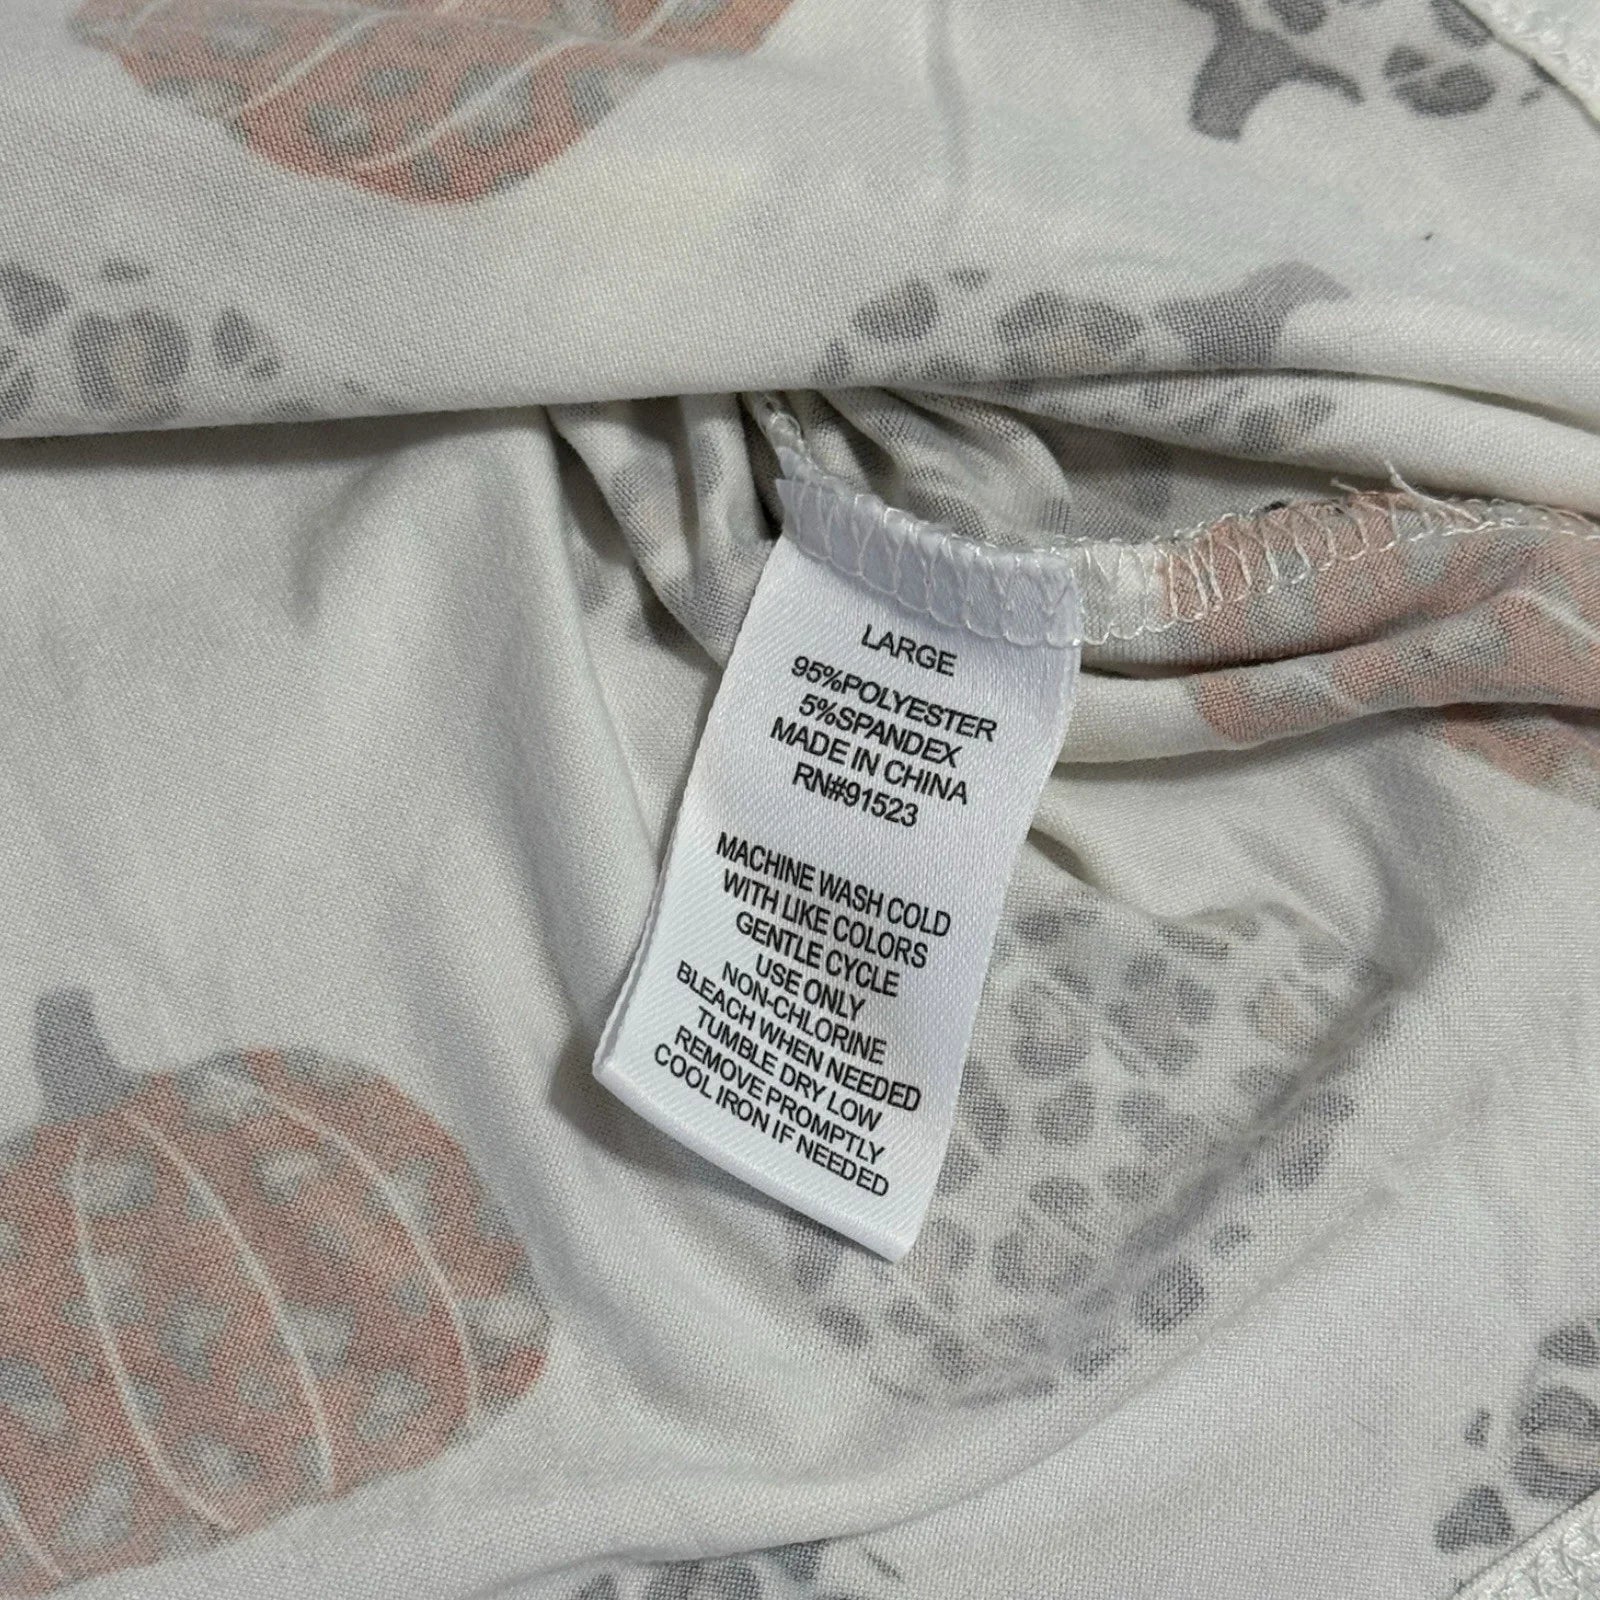 LARGE
95%POLYESTER
5%SPANDEX
MADE IN CHINA
RN#91523
MACHINE WASH COLD
WITH LIKE COLORS
GENTLE CYCLE
USE ONLY
NON-CHLORINE
BLEACH WHEN NEEDED
TUMBLE DRY LOW
REMOVE PROMPTLY
COOL IRON IF NEEDED